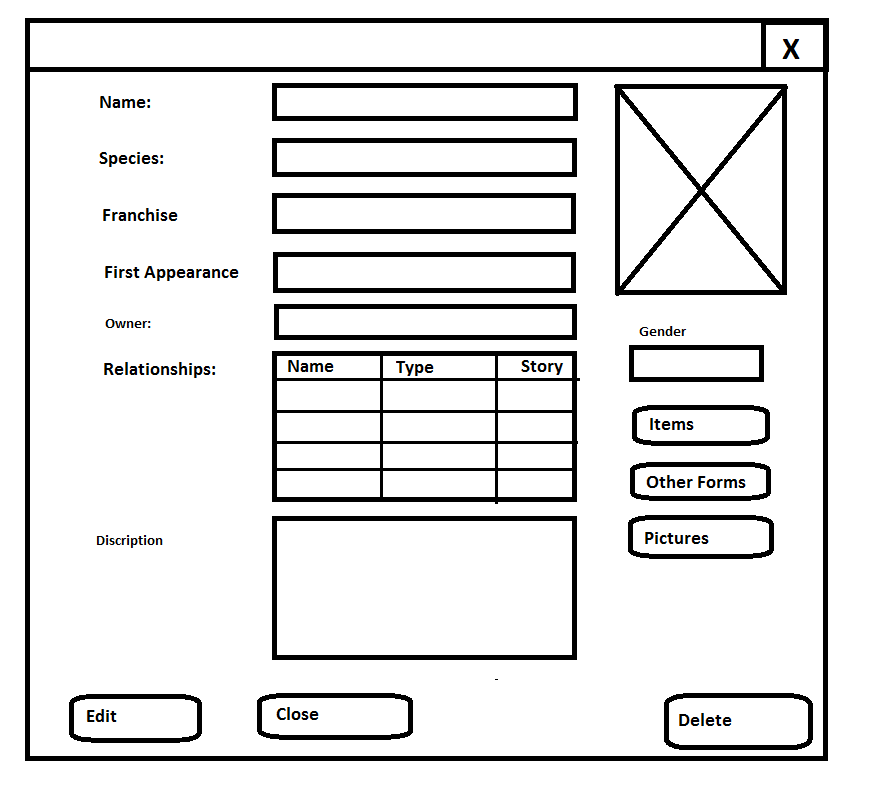 X
Name:
Species:
Franchise
First Appearance
Owner:
Gender
Relationships:
Name Type Story
Items
Other Forms
Pictures
Discription
Edit
Close
Delete